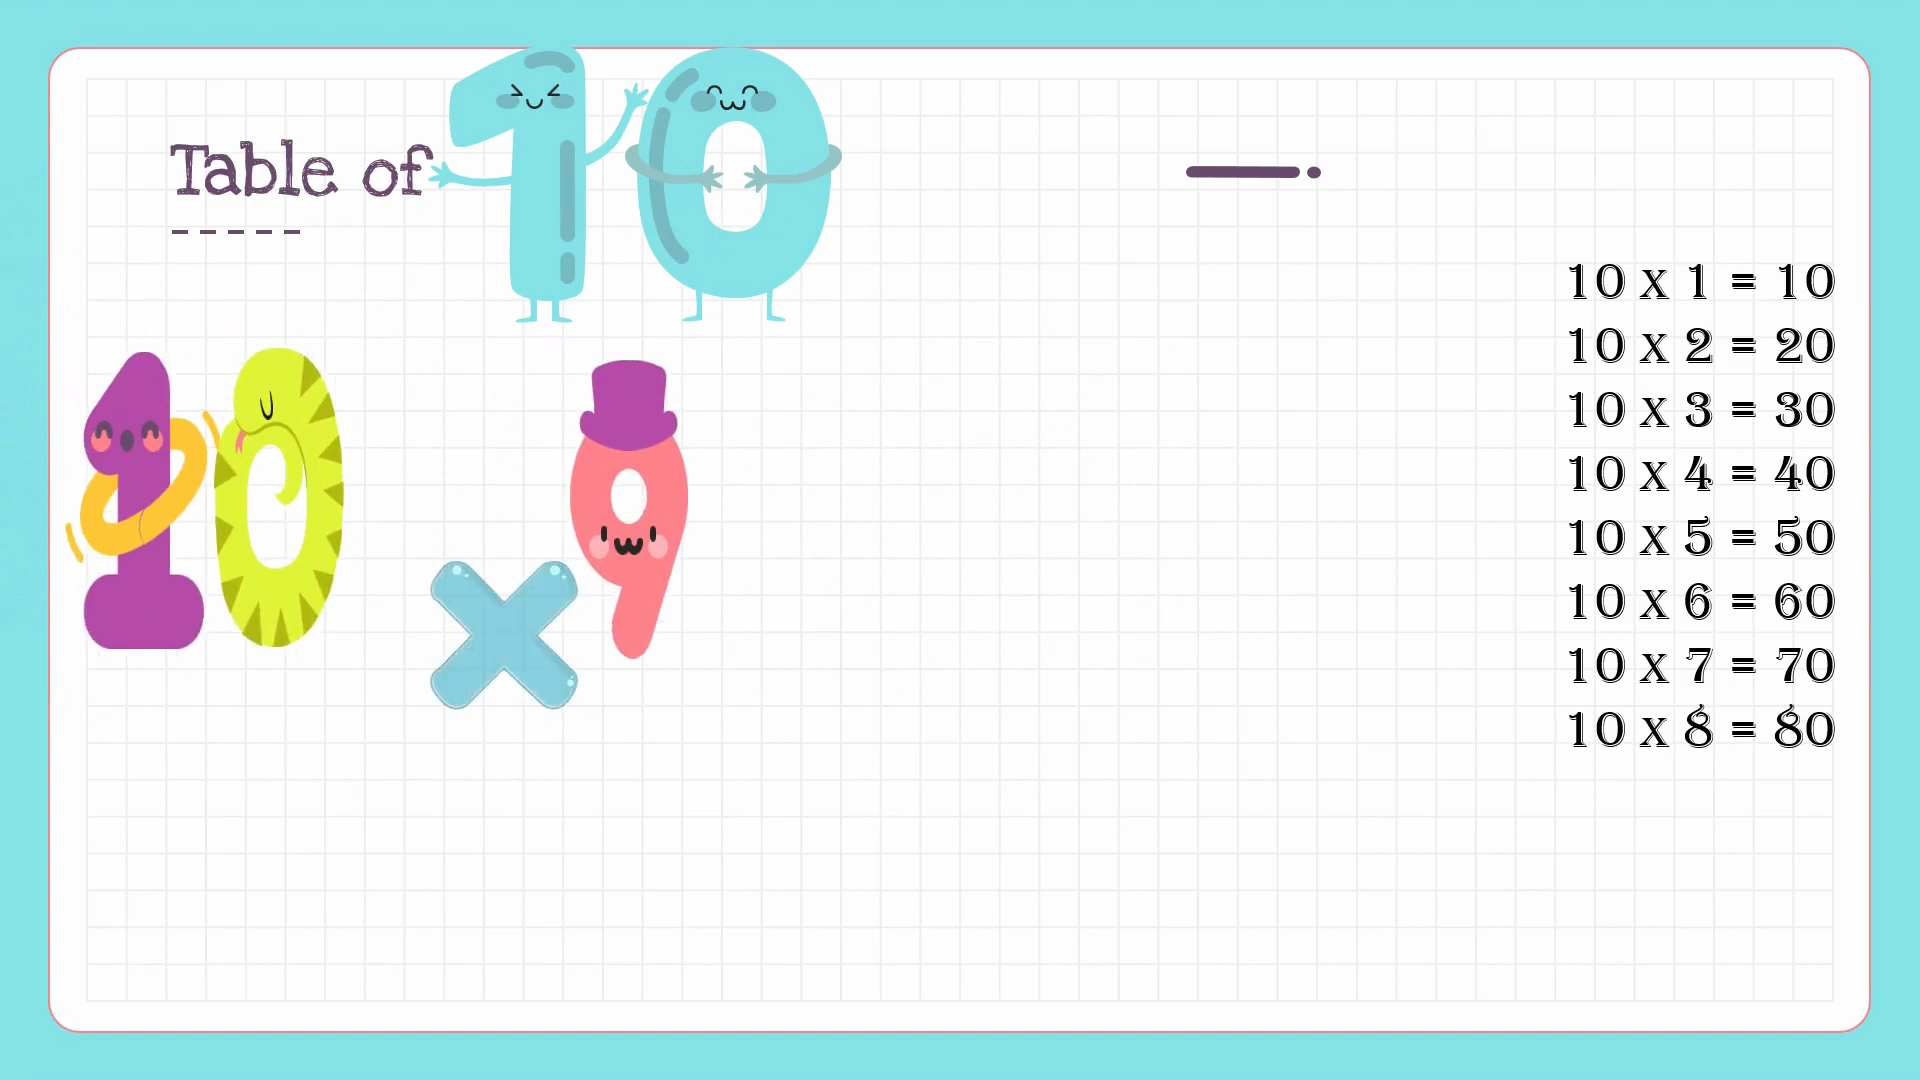 Table of 10
10 x 9
10 x 1 = 10
10 x 2 = 20
10 x 3 = 30
10 x 4 = 40
10 x 5 = 50
10 x 6 = 60
10 x 7 = 70
10 x 8 = 80